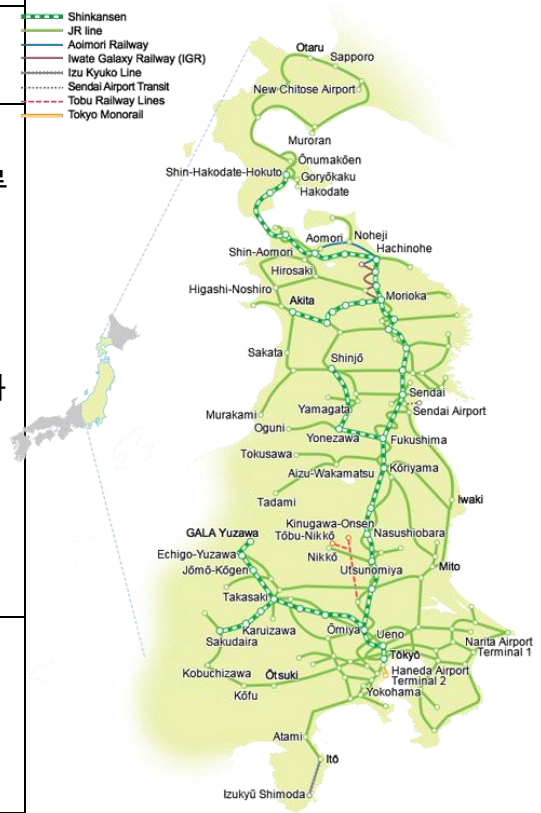 Shinkansen
JR line
Aoimori Railway
Iwate Galaxy Railway (IGR)
Izu Kyuko Line
Sendai Airport Transit
Tobu Railway Lines
Tokyo Monorail
Otaru
Sapporo
New Chitose Airport
Muroran
Ōnumakōen
Shin-Hakodate-Hokuto
Goryōkaku
Hakodate
Aomori
Noheji
Hachinohe
Shin-Aomori
Hirosaki
Higashi-Noshiro
Morioka
Akita
Sakata
Shinjō
Sendai
Sendai Airport
Yamagata
Murakami
Oguni
Yonezawa
Fukushima
Tokusawa
Aizu-Wakamatsu
Kōriyama
Tadami
Iwaki
Kinugawa-Onsen
GALA Yuzawa
Tōbu-Nikkō
Nasushiobara
Echigo-Yuzawa
Nikkō
Jōmō-Kōgen
Utsunomiya
Mito
Takasaki
Karuizawa
Ōmiya
Ueno
Sakudaira
Narita Airport
Terminal 1
Tōkyō
Kobuchizawa
Ōtsuki
Haneda Airport
Terminal 2
Kōfu
Yokohama
Atami
Itō
Izukyū Shimoda